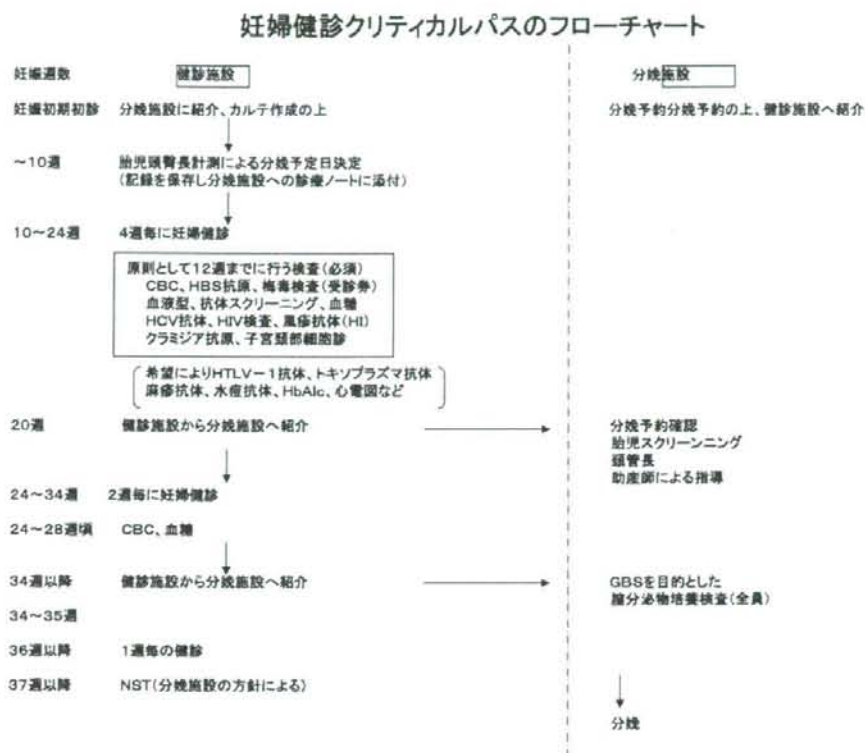 妊婦健診クリティカルパスのフローチャート
妊娠週数 健診施設 分娩施設
妊娠初期初診 分娩施設に紹介、カルテ作成の上 分娩予約分娩予約の上、健診施設へ紹介
～10週 胎児頭臀長計測による分娩予定日決定
(記録を保存し分娩施設への診療ノートに添付)
10～24週 4週毎に妊婦健診
原則として12週までに行う検査(必須)
CBC、HBS抗原、梅毒検査(受診券)
血液型、抗体スクリーニング、血糖
HCV抗体、HIV検査、風疹抗体(HI)
クラミジア抗原、子宮頸部細胞診
希望によりHTLV－1抗体、トキソプラズマ抗体
麻疹抗体、水痘抗体、HbAlc、心電図など
20週 健診施設から分娩施設へ紹介 分娩予約確認
胎児スクリーンニング
頸管長
助産師による指導
24～34週 2週毎に妊婦健診
24～28週頃 CBC、血糖
34週以降 健診施設から分娩施設へ紹介 GBSを目的とした
膣分泌物培養検査(全員)
34～35週
36週以降 1週毎の健診
37週以降 NST(分娩施設の方針による)
分娩